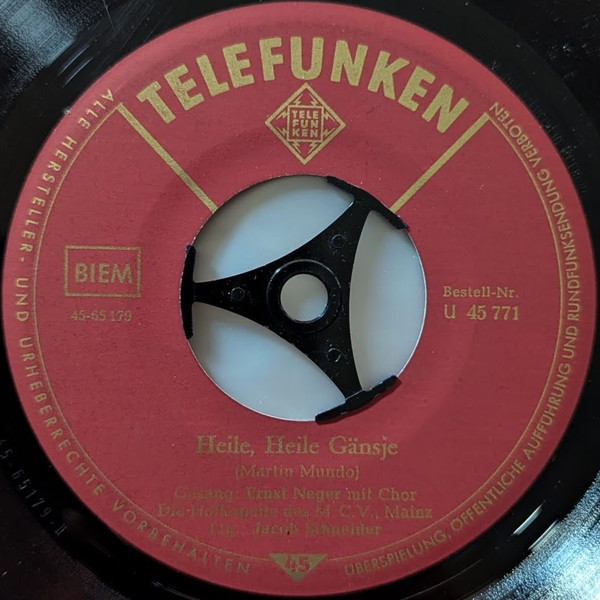 TELEFUNKEN
TELE
FUN
KEN
ALLE HERSTELLER- UND URHEBERRECHTE VORBEHALTEN
ÜBERSPIELUNG, ÖFFENTLICHE AUFFÜHRUNG UND RUNDFUNKSENDUNG VERBOTEN
BIEM
45-65 179
Bestell-Nr.
U 45 771
Heile, Heile Gänsje
(Martin Mundo)
Gesang: Ernst Neger mit Chor
Die Hofkapelle des M.C.V., Mainz
Ltg.: Jacob Schneider
45
45-65179-